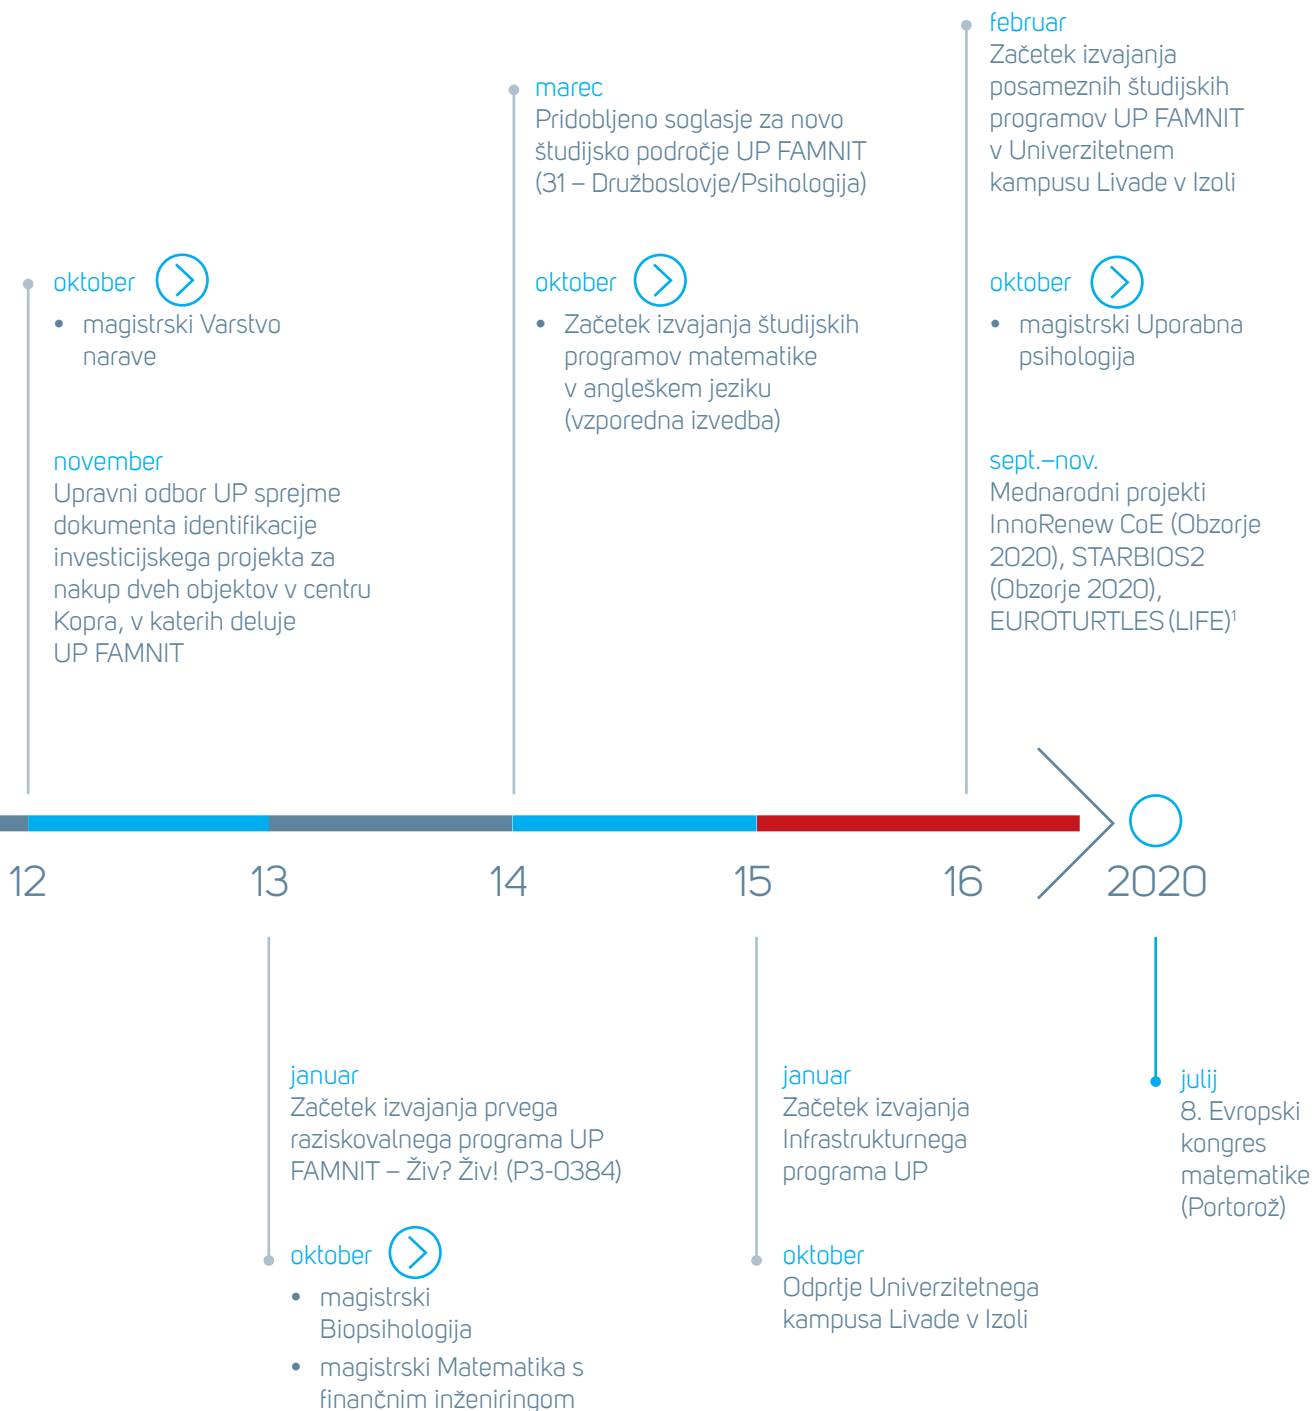 oktober
• magistrski Varstvo
narave
november
Upravni odbor UP sprejme
dokumenta identifikacije
investicijskega projekta za
nakup dveh objektov v centru
Kopra, v katerih deluje
UP FAMNIT
marec
Pridobljeno soglasje za novo
študijsko področje UP FAMNIT
(31 – Družboslovje/Psihologija)
oktober
• Začetek izvajanja študijskih
programov matematike
v angleškem jeziku
(vzporedna izvedba)
februar
Začetek izvajanja
posameznih študijskih
programov UP FAMNIT
v Univerzitetnem
kampusu Livade v Izoli
oktober
• magistrski Uporabna
psihologija
sept.–nov.
Mednarodni projekti
InnoRenew CoE (Obzorje
2020), STARBIOS2
(Obzorje 2020),
EUROTURTLES (LIFE)¹
12 13 14 15 16 2020
januar
Začetek izvajanja prvega
raziskovalnega programa UP
FAMNIT – Živ? Živ! (P3-0384)
oktober
• magistrski
Biopsihologija
• magistrski Matematika s
finančnim inženiringom
januar
Začetek izvajanja
Infrastrukturnega
programa UP
oktober
Odprtje Univerzitetnega
kampusa Livade v Izoli
julij
8. Evropski
kongres
matematike
(Portorož)